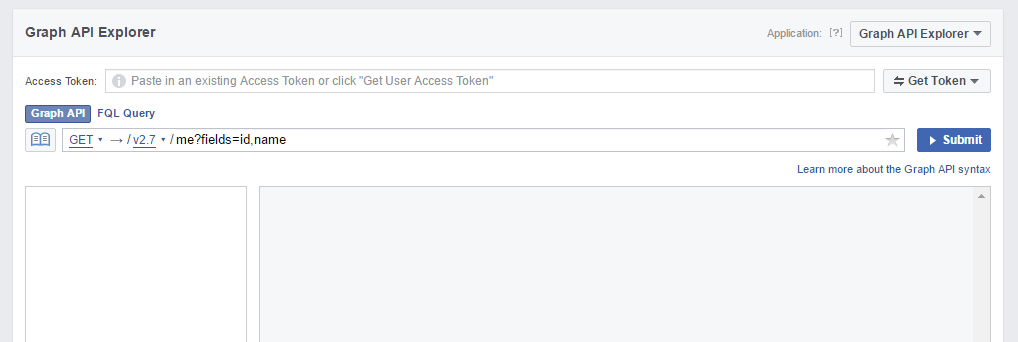 Graph API Explorer
Application: [?] Graph API Explorer
Access Token: Paste in an existing Access Token or click "Get User Access Token" Get Token
Graph API FQL Query
GET → / v2.7 / me?fields=id,name Submit
Learn more about the Graph API syntax